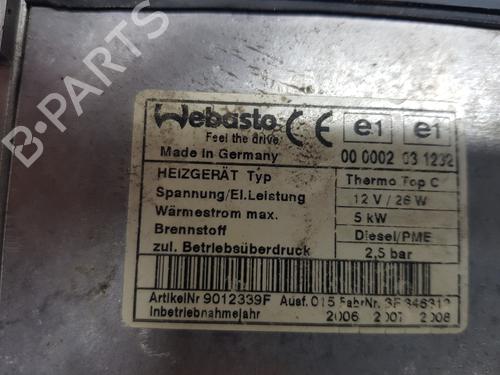 B-PARTS
Webasto CE e1 e1
Feel the drive
Made in Germany 00 0002 03 1232
HEIZGERÄT Typ Thermo Top C
Spannung/El.Leistung 12 V / 26 W
Wärmestrom max. 5 kW
Brennstoff Diesel/PME
zul. Betriebsüberdruck 2,5 bar
ArtikelNr 9012339F Ausf. 015 FabrNr.
Inbetriebnahmejahr 2006 2007 2008